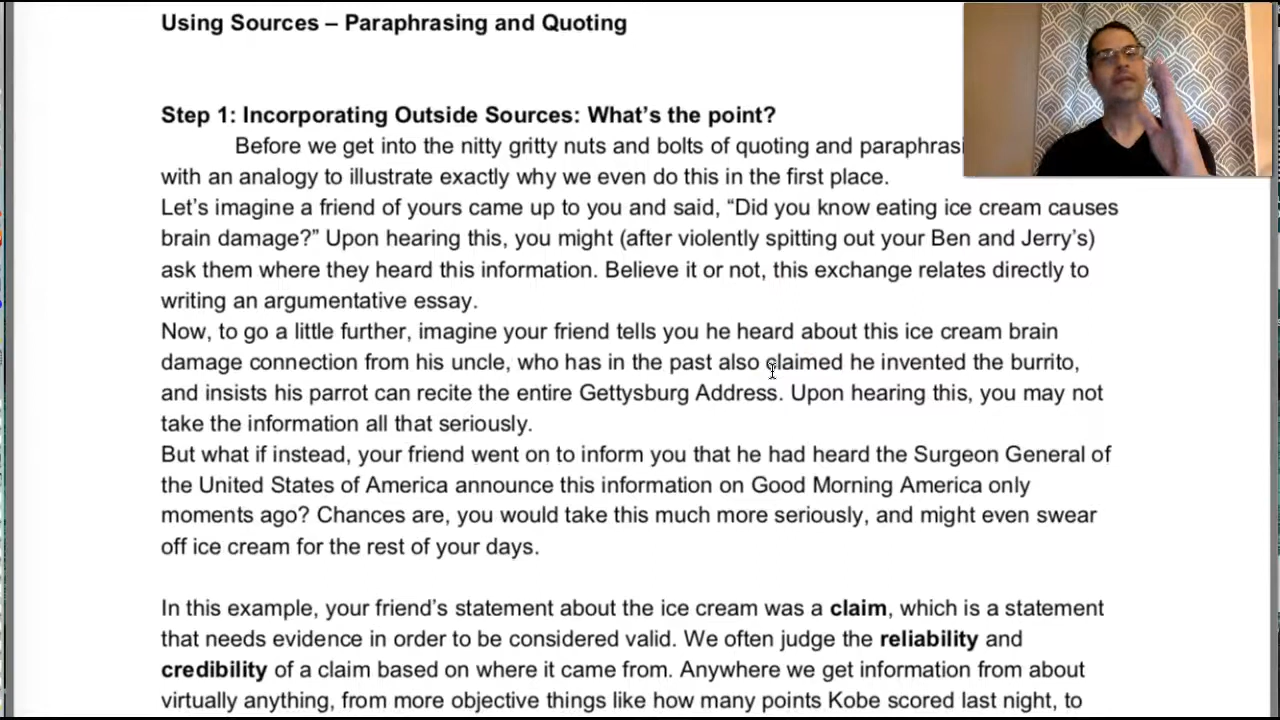 Using Sources – Paraphrasing and Quoting
Step 1: Incorporating Outside Sources: What’s the point?
Before we get into the nitty gritty nuts and bolts of quoting and paraphrasi
with an analogy to illustrate exactly why we even do this in the first place.
Let’s imagine a friend of yours came up to you and said, “Did you know eating ice cream causes
brain damage?” Upon hearing this, you might (after violently spitting out your Ben and Jerry’s)
ask them where they heard this information. Believe it or not, this exchange relates directly to
writing an argumentative essay.
Now, to go a little further, imagine your friend tells you he heard about this ice cream brain
damage connection from his uncle, who has in the past also claimed he invented the burrito,
and insists his parrot can recite the entire Gettysburg Address. Upon hearing this, you may not
take the information all that seriously.
But what if instead, your friend went on to inform you that he had heard the Surgeon General of
the United States of America announce this information on Good Morning America only
moments ago? Chances are, you would take this much more seriously, and might even swear
off ice cream for the rest of your days.
In this example, your friend’s statement about the ice cream was a claim, which is a statement
that needs evidence in order to be considered valid. We often judge the reliability and
credibility of a claim based on where it came from. Anywhere we get information from about
virtually anything, from more objective things like how many points Kobe scored last night, to